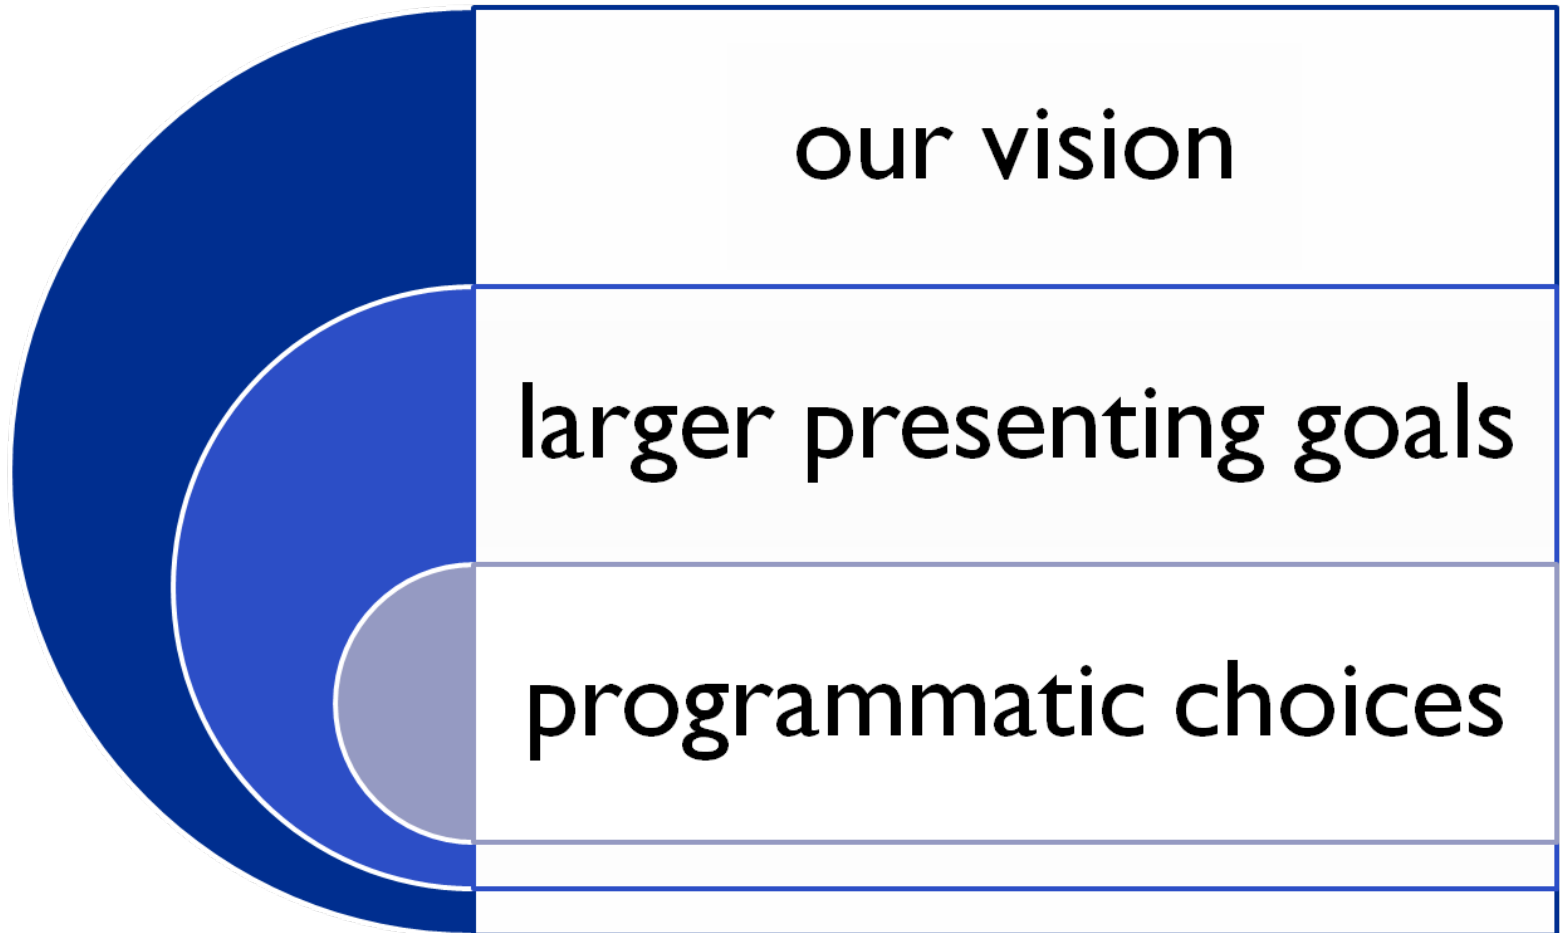 our vision
larger presenting goals
programmatic choices